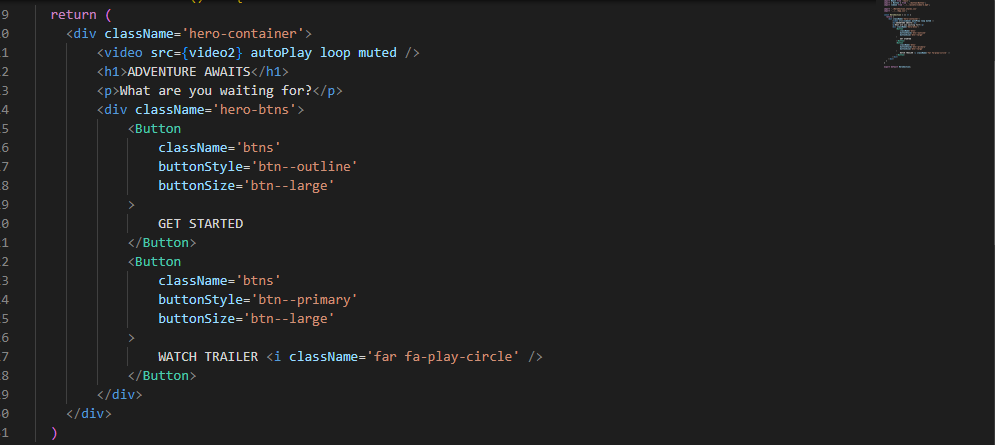 9 return (
0 <div className='hero-container'>
1 <video src={video2} autoPlay loop muted />
2 <h1>ADVENTURE AWAITS</h1>
3 <p>What are you waiting for?</p>
4 <div className='hero-btns'>
5 <Button
6 className='btns'
7 buttonStyle='btn--outline'
8 buttonSize='btn--large'
9 >
0 GET STARTED
1 </Button>
2 <Button
3 className='btns'
4 buttonStyle='btn--primary'
5 buttonSize='btn--large'
6 >
7 WATCH TRAILER <i className='far fa-play-circle' />
8 </Button>
9 </div>
0 </div>
1 )